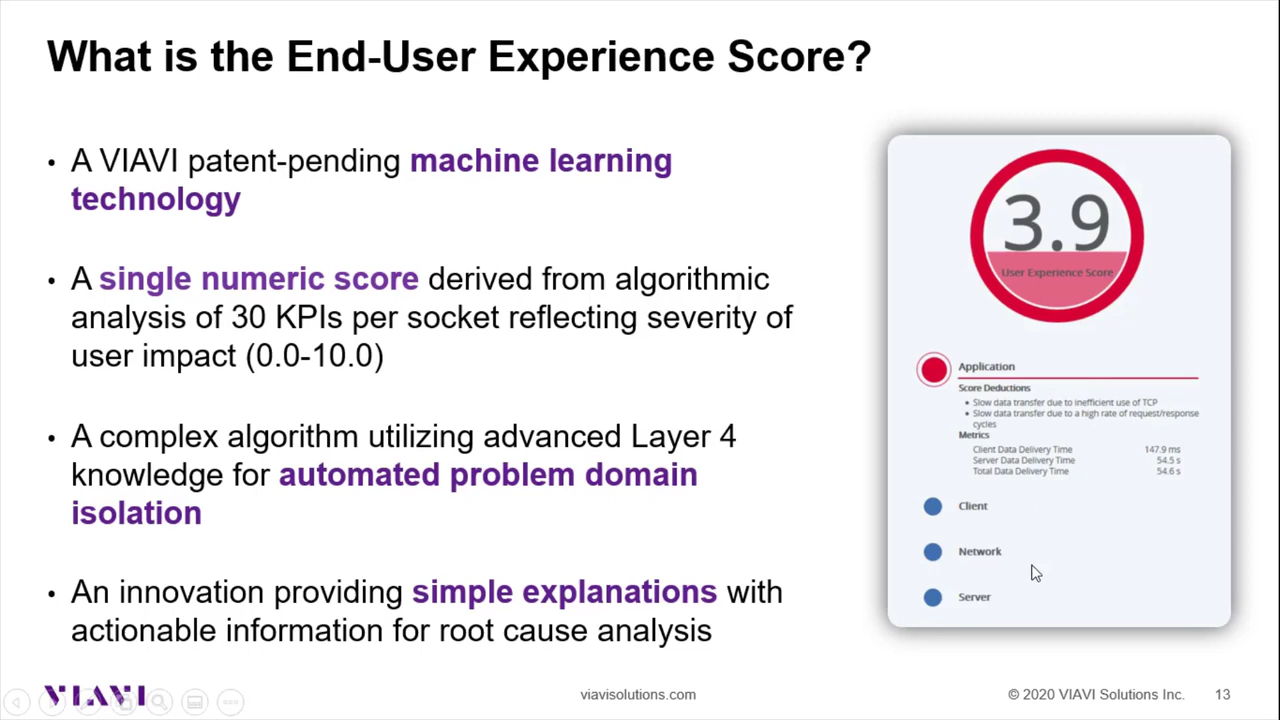 What is the End-User Experience Score?
• A VIAVI patent-pending machine learning
technology
• A single numeric score derived from algorithmic
analysis of 30 KPIs per socket reflecting severity of
user impact (0.0-10.0)
• A complex algorithm utilizing advanced Layer 4
knowledge for automated problem domain
isolation
• An innovation providing simple explanations with
actionable information for root cause analysis
3.9
User Experience Score
Application
Score Deductions
• Slow data transfer due to inefficient use of TCP
• Slow data transfer due to a high rate of request/response
cycles
Metrics
Client Data Delivery Time 147.9 ms
Server Data Delivery Time 54.5 s
Total Data Delivery Time 54.6 s
Client
Network
Server
VIAVI
viavisolutions.com
© 2020 VIAVI Solutions Inc. 13